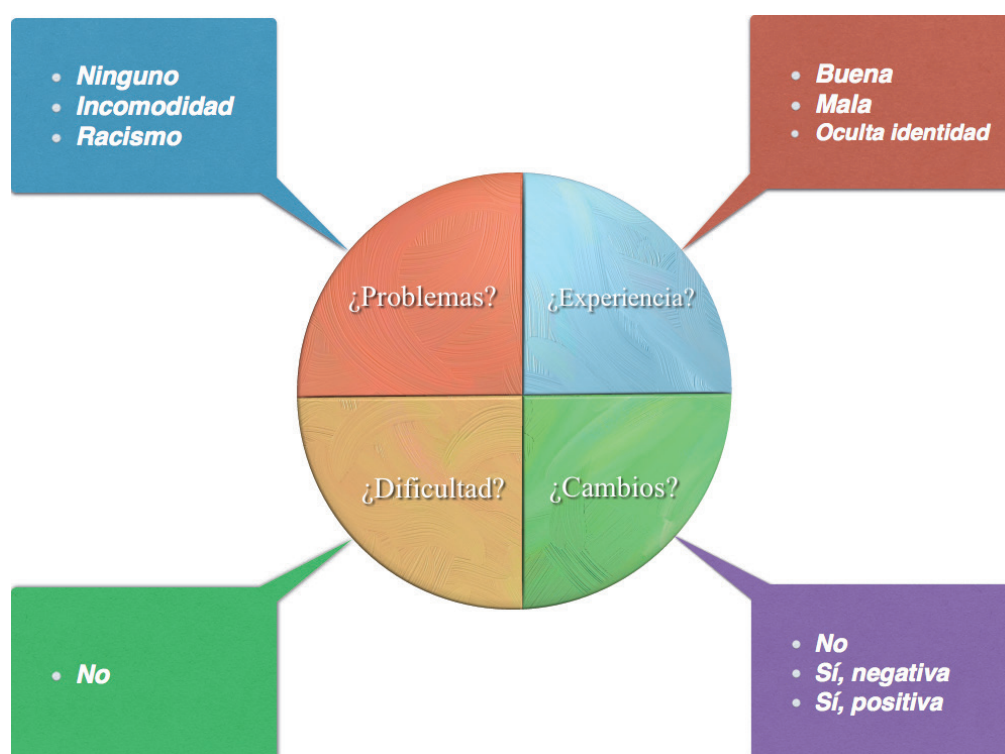 Ninguno
Incomodidad
Racismo
Buena
Mala
Oculta identidad
¿Problemas?
¿Experiencia?
¿Dificultad?
¿Cambios?
No
No
Sí, negativa
Sí, positiva